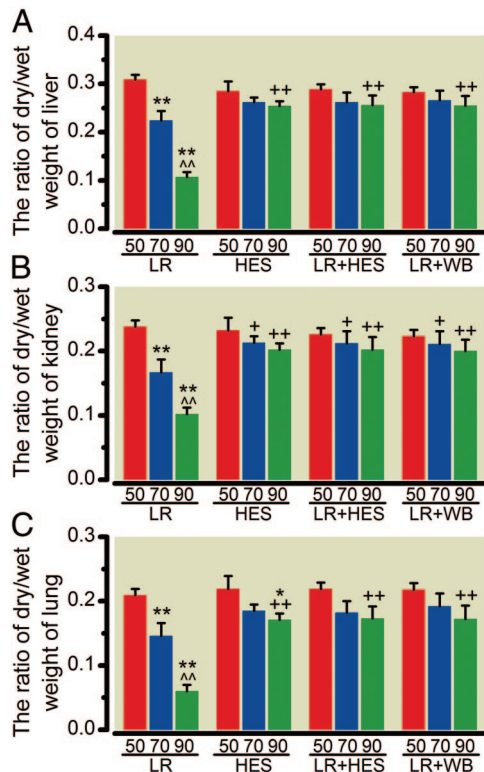 A
The ratio of dry/wet
weight of liver
0.4
0.3
0.2
0.1
0.0
**
**
^^
++
++
++
50 70 90 50 70 90 50 70 90 50 70 90
LR HES LR+HES LR+WB
B
The ratio of dry/wet
weight of kidney
0.3
0.2
0.1
0.0
**
**
^^
+ ++
+ ++
+ ++
50 70 90 50 70 90 50 70 90 50 70 90
LR HES LR+HES LR+WB
C
The ratio of dry/wet
weight of lung
0.3
0.2
0.1
0.0
**
**
^^
*
++
++
++
50 70 90 50 70 90 50 70 90 50 70 90
LR HES LR+HES LR+WB